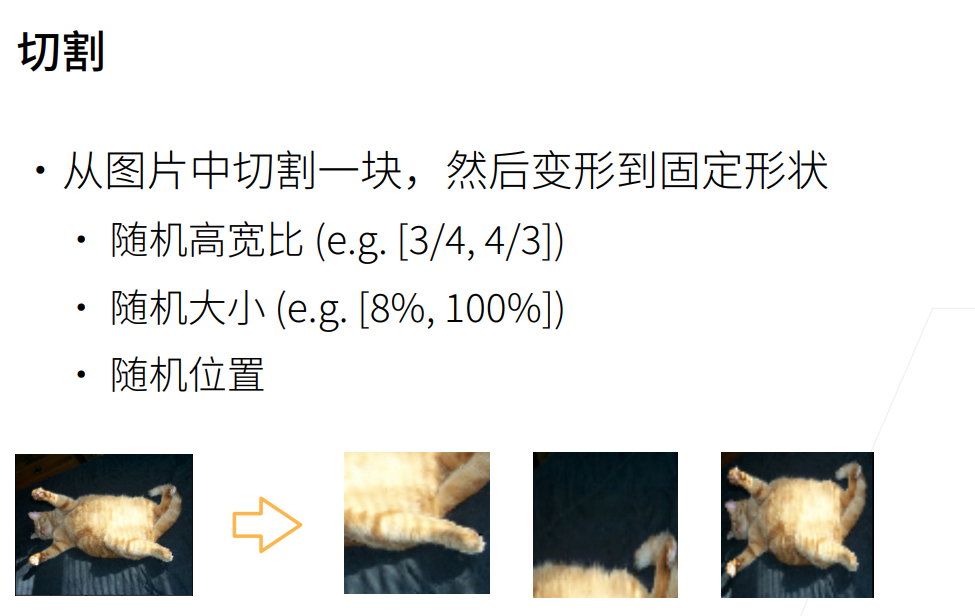 切割
• 从图片中切割一块，然后变形到固定形状
• 随机高宽比 (e.g. [3/4, 4/3])
• 随机大小 (e.g. [8%, 100%])
• 随机位置